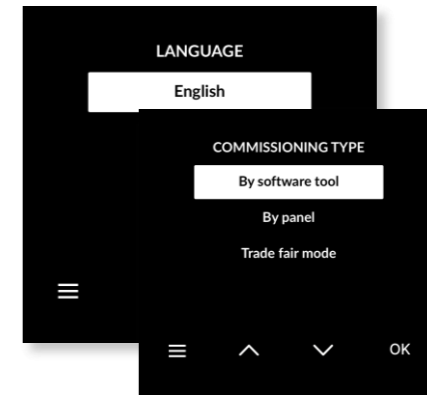 LANGUAGE
English
COMMISSIONING TYPE
By software tool
By panel
Trade fair mode
OK